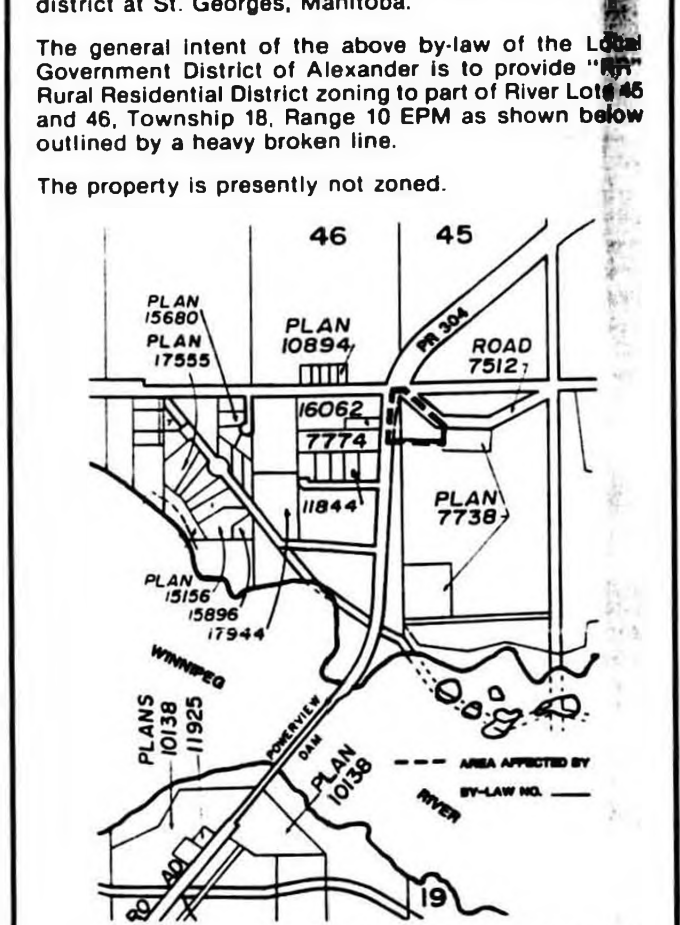 district at St. Georges, Manitoba.
The general intent of the above by-law of the Local
Government District of Alexander is to provide "
Rural Residential District zoning to part of River Lots 45
and 46, Township 18, Range 10 EPM as shown below
outlined by a heavy broken line.
The property is presently not zoned.
46
45
PLAN
15680
PLAN
17555
PLAN
10894
PR 304
ROAD
7512
16062
7774
11844
PLAN
7738
PLAN
15156
15896
17944
WINNIPEG
PLANS
10138
11925
POWERVIEW
DAM
PLAN
10138
AREA AFFECTED BY
BY-LAW NO.
RIVER
ROAD
19